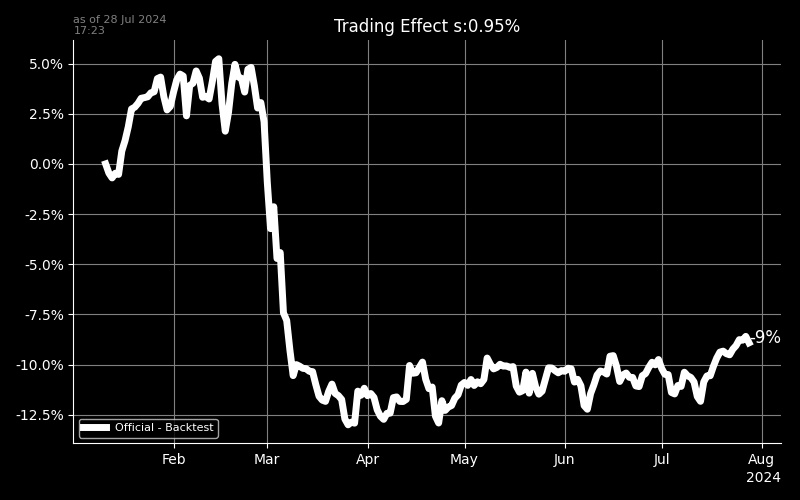 as of 28 Jul 2024
17:23
Trading Effect s:0.95%
5.0%
2.5%
0.0%
-2.5%
-5.0%
-7.5%
-10.0%
-12.5%
-9%
Official - Backtest
Feb
Mar
Apr
May
Jun
Jul
Aug
2024